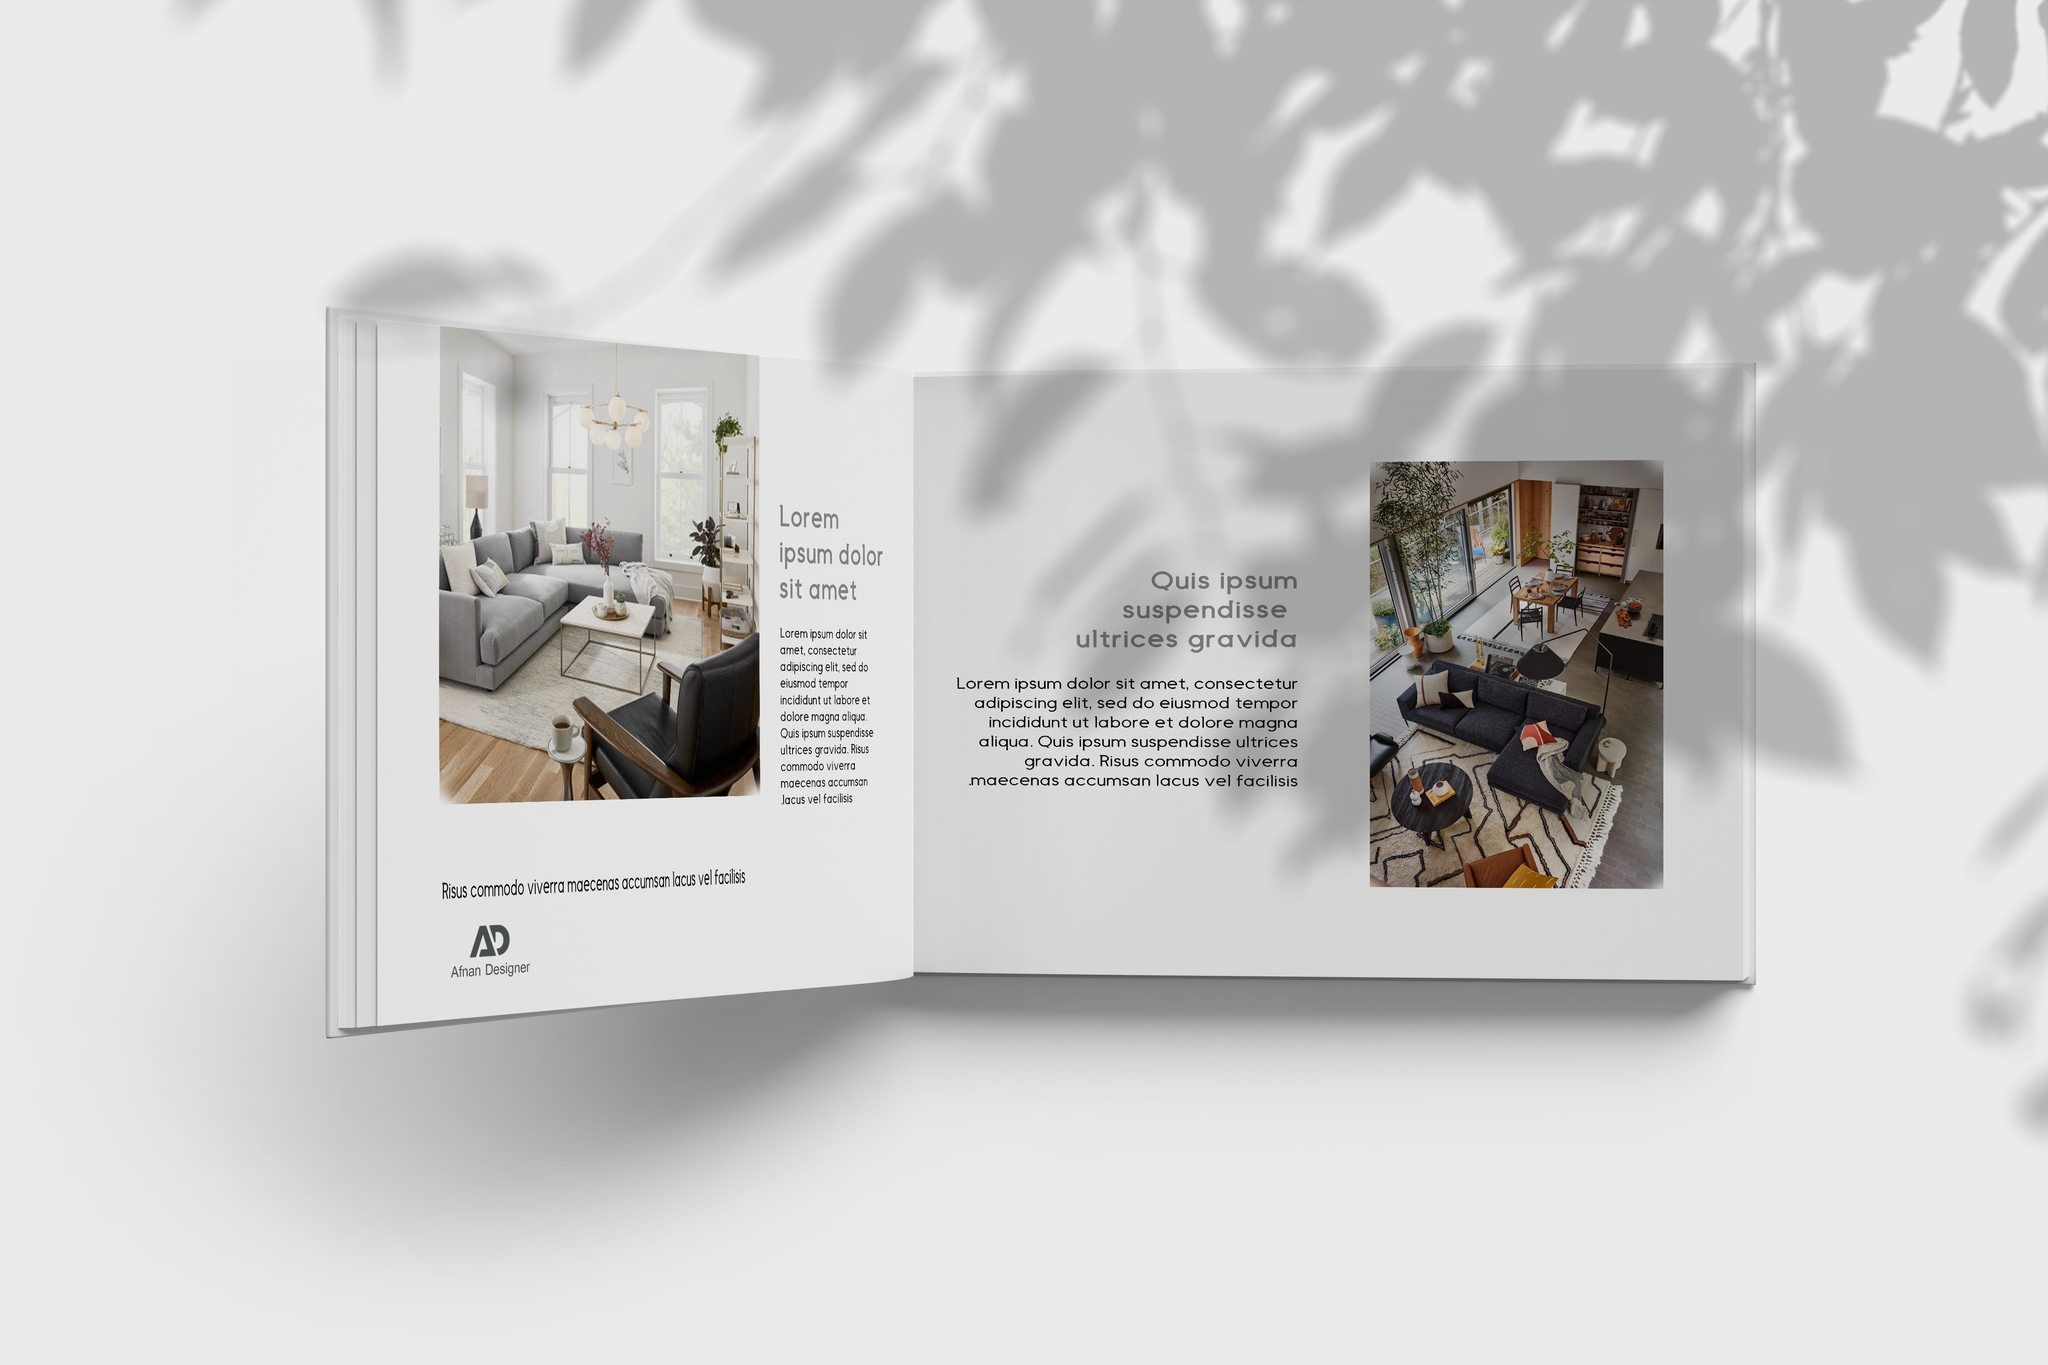 Lorem
ipsum dolor
sit amet
Lorem ipsum dolor sit
amet, consectetur
adipiscing elit, sed do
eiusmod tempor
incididunt ut labore et
dolore magna aliqua.
Quis ipsum suspendisse
ultrices gravida. Risus
commodo viverra
maecenas accumsan
.lacus vel facilisis
Risus commodo viverra maecenas accumsan lacus vel facilisis
AD
Afnan Designer
Quis ipsum
suspendisse
ultrices gravida
Lorem ipsum dolor sit amet, consectetur
adipiscing elit, sed do eiusmod tempor
incididunt ut labore et dolore magna
aliqua. Quis ipsum suspendisse ultrices
gravida. Risus commodo viverra
.maecenas accumsan lacus vel facilisis